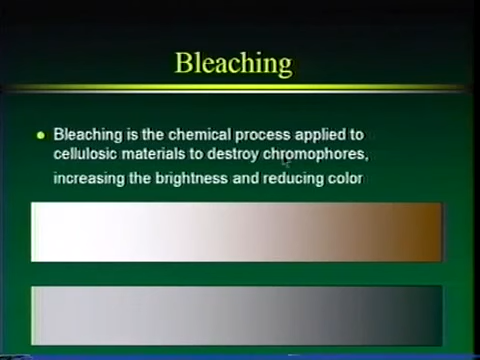 Bleaching
Bleaching is the chemical process applied to
cellulosic materials to destroy chromophores,
increasing the brightness and reducing color